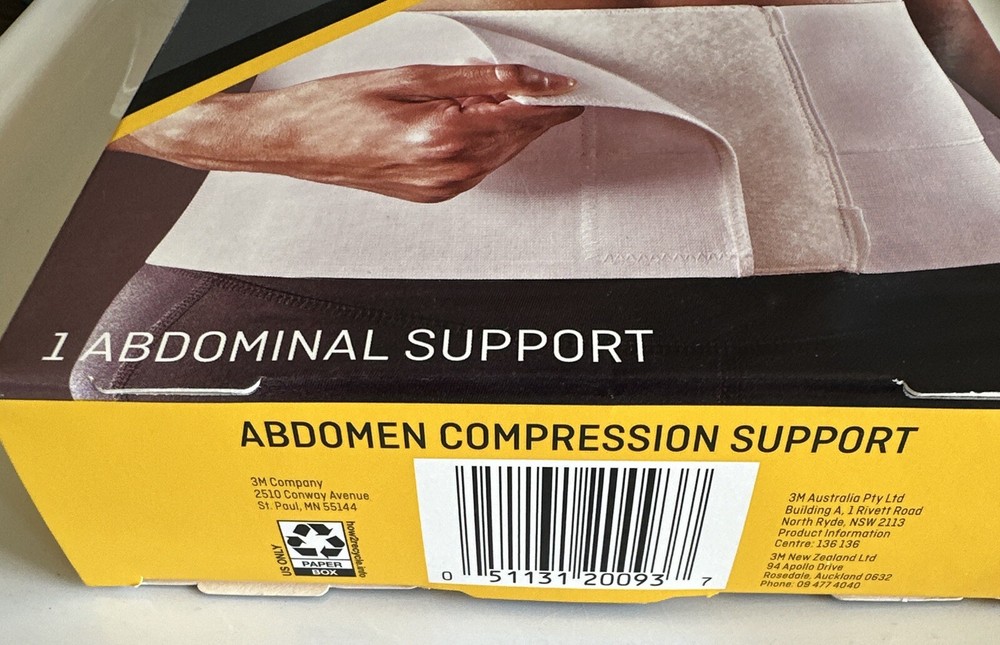 1 ABDOMINAL SUPPORT
ABDOMEN COMPRESSION SUPPORT
3M Company
2510 Conway Avenue
St. Paul, MN 55144
US ONLY
PAPER
BOX
how2recycle.info
0 51131 20093 7
3M Australia Pty Ltd
Building A, 1 Rivett Road
North Ryde, NSW 2113
Product Information
Centre: 136 136
3M New Zealand Ltd
94 Apollo Drive
Rosedale, Auckland 0632
Phone: 09 477 4040